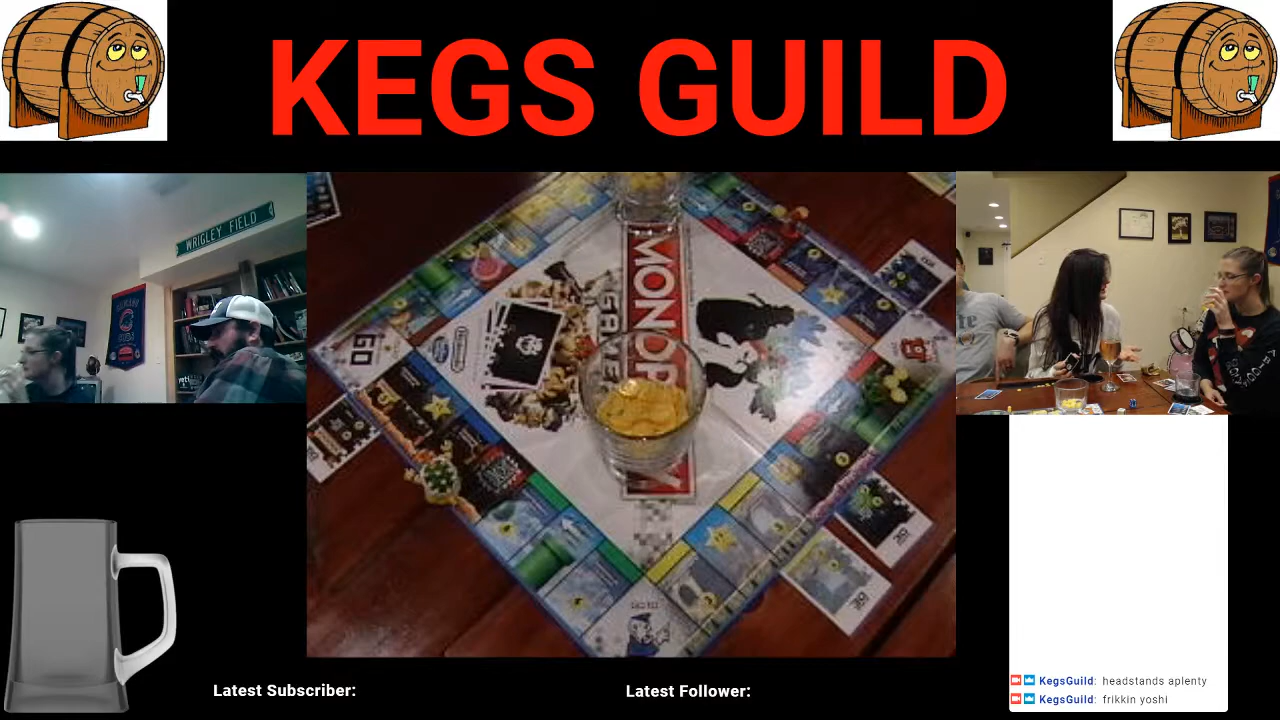 KEGS GUILD
WRIGLEY FIELD
MONOPOLY
GO
Latest Subscriber:
Latest Follower:
KegsGuild: headstands aplenty
KegsGuild: frikkin yoshi